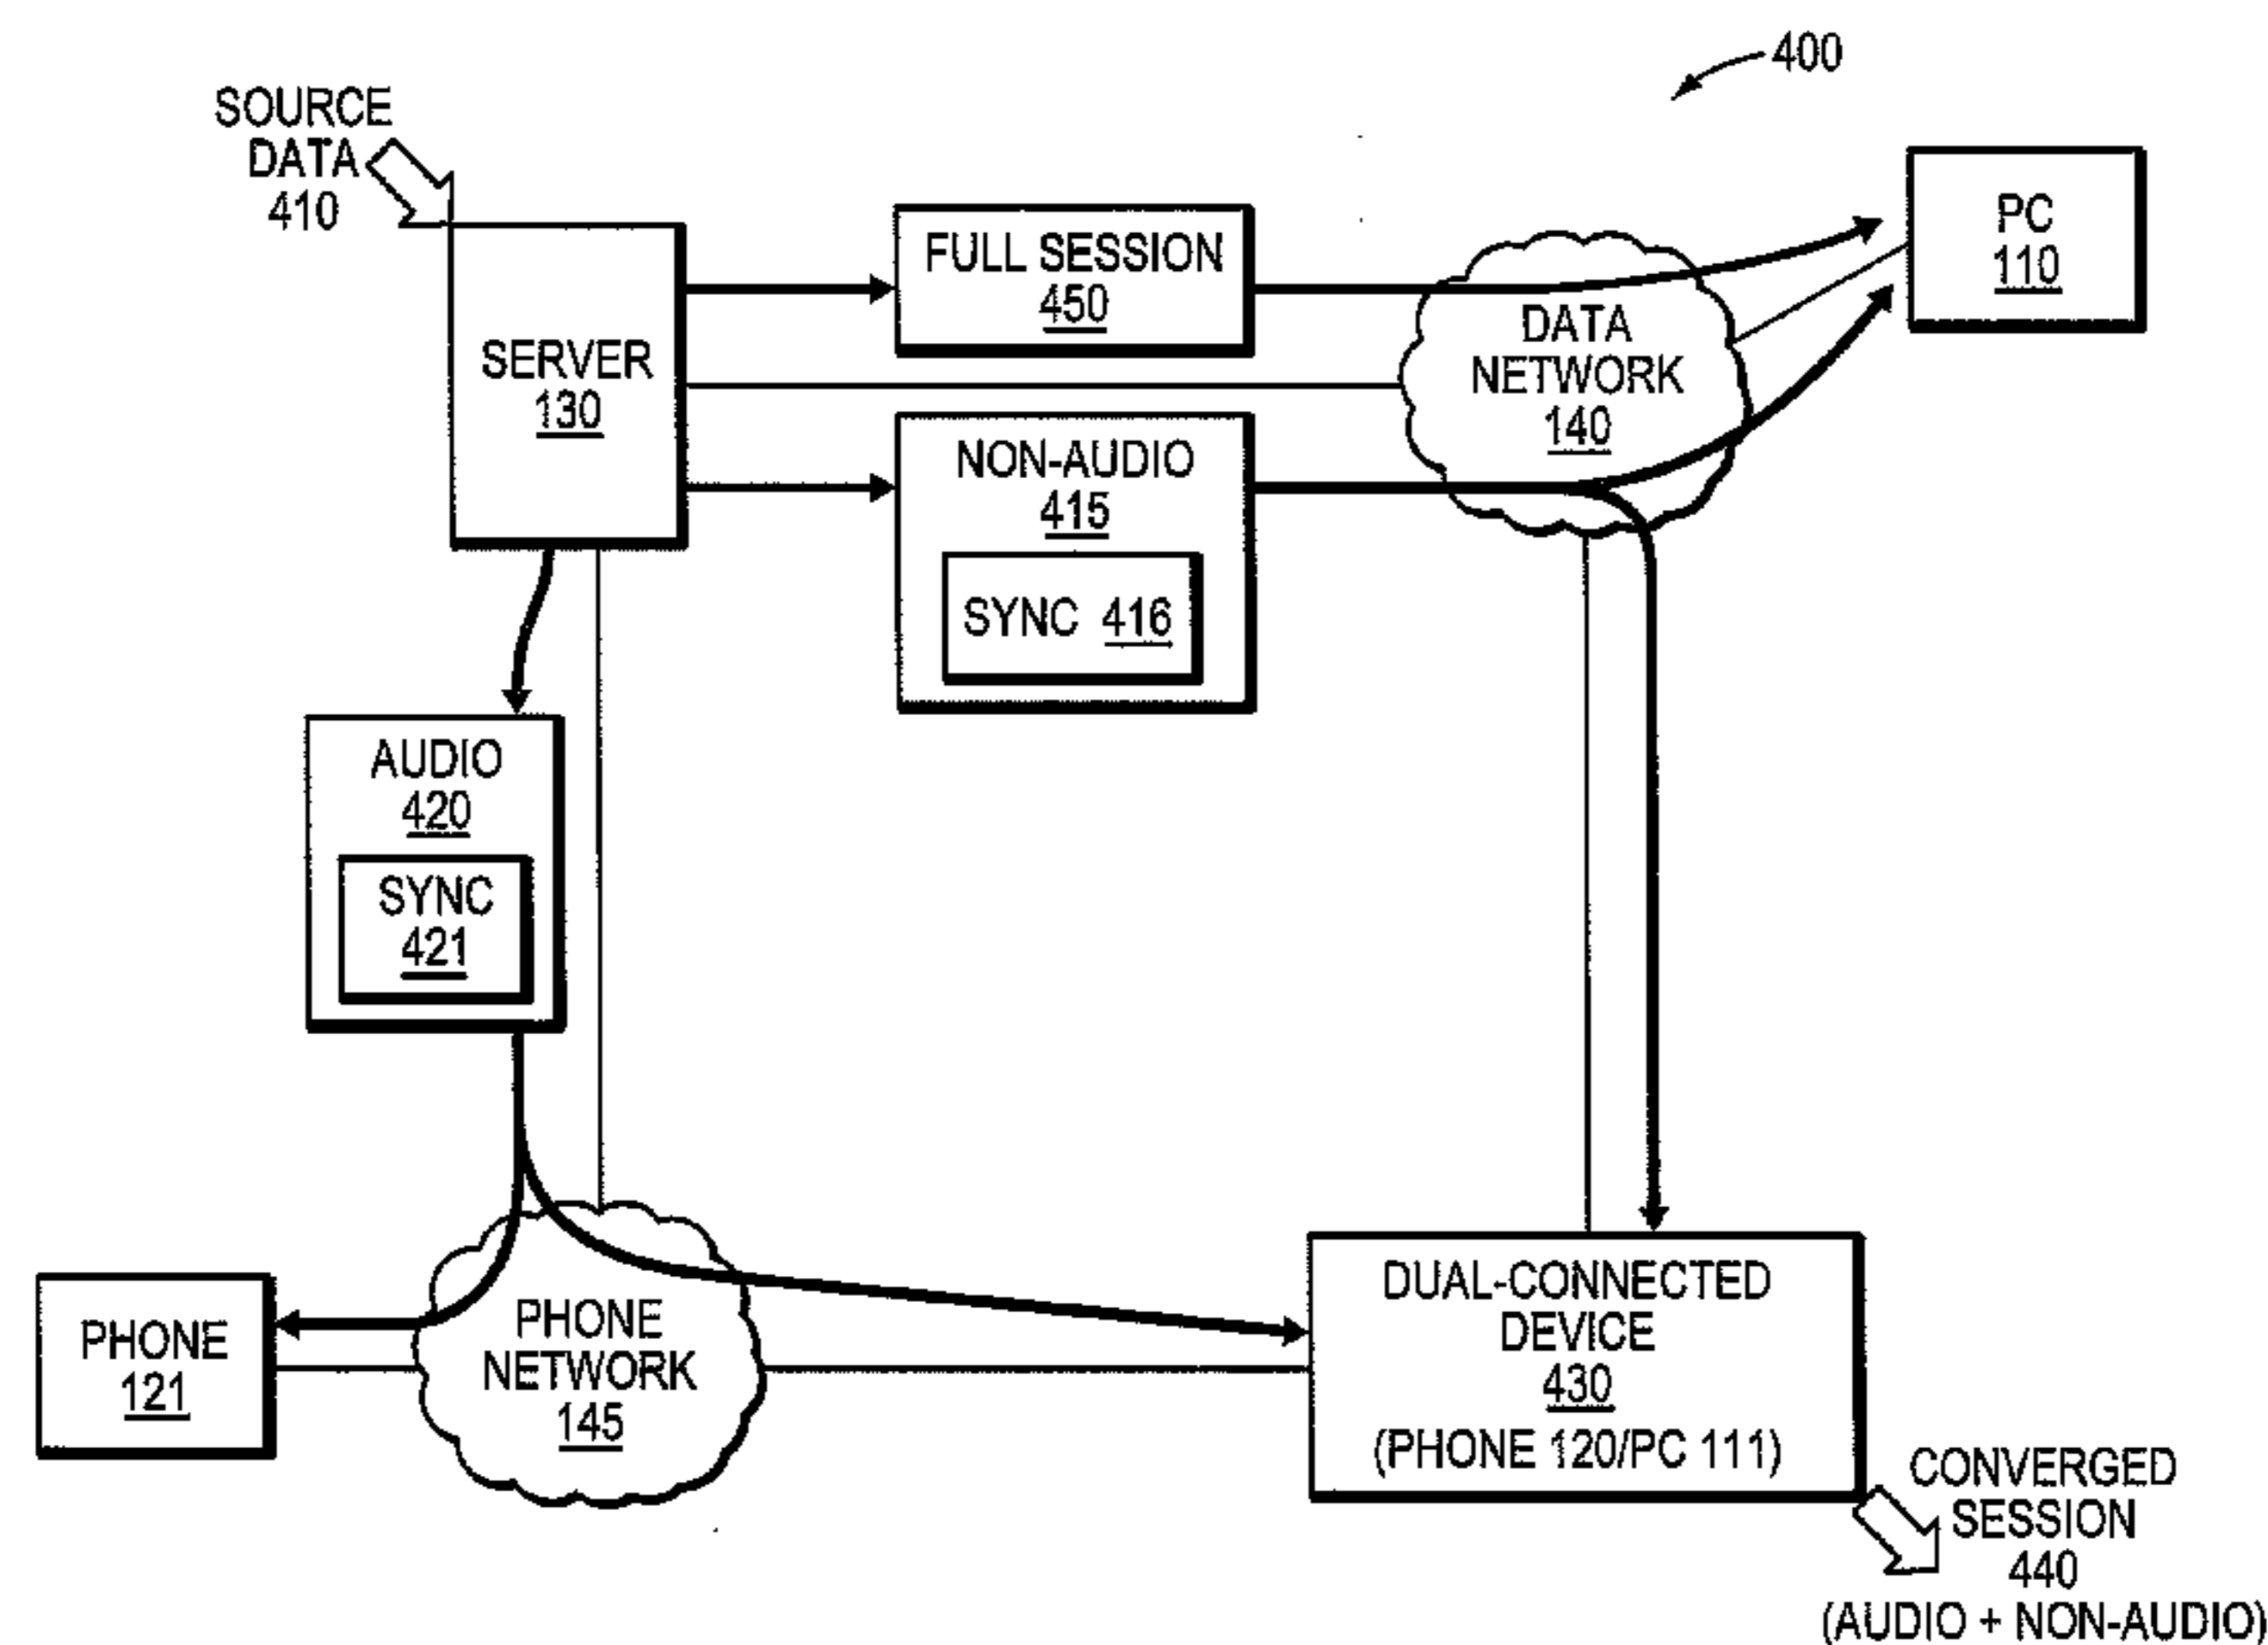 400
SOURCE
DATA
410
PC
110
FULL SESSION
450
DATA
NETWORK
140
SERVER
130
NON-AUDIO
415
SYNC 416
AUDIO
420
SYNC
421
PHONE
121
PHONE
NETWORK
145
DUAL-CONNECTED
DEVICE
430
(PHONE 120/PC 111)
CONVERGED
SESSION
440
(AUDIO + NON-AUDIO)